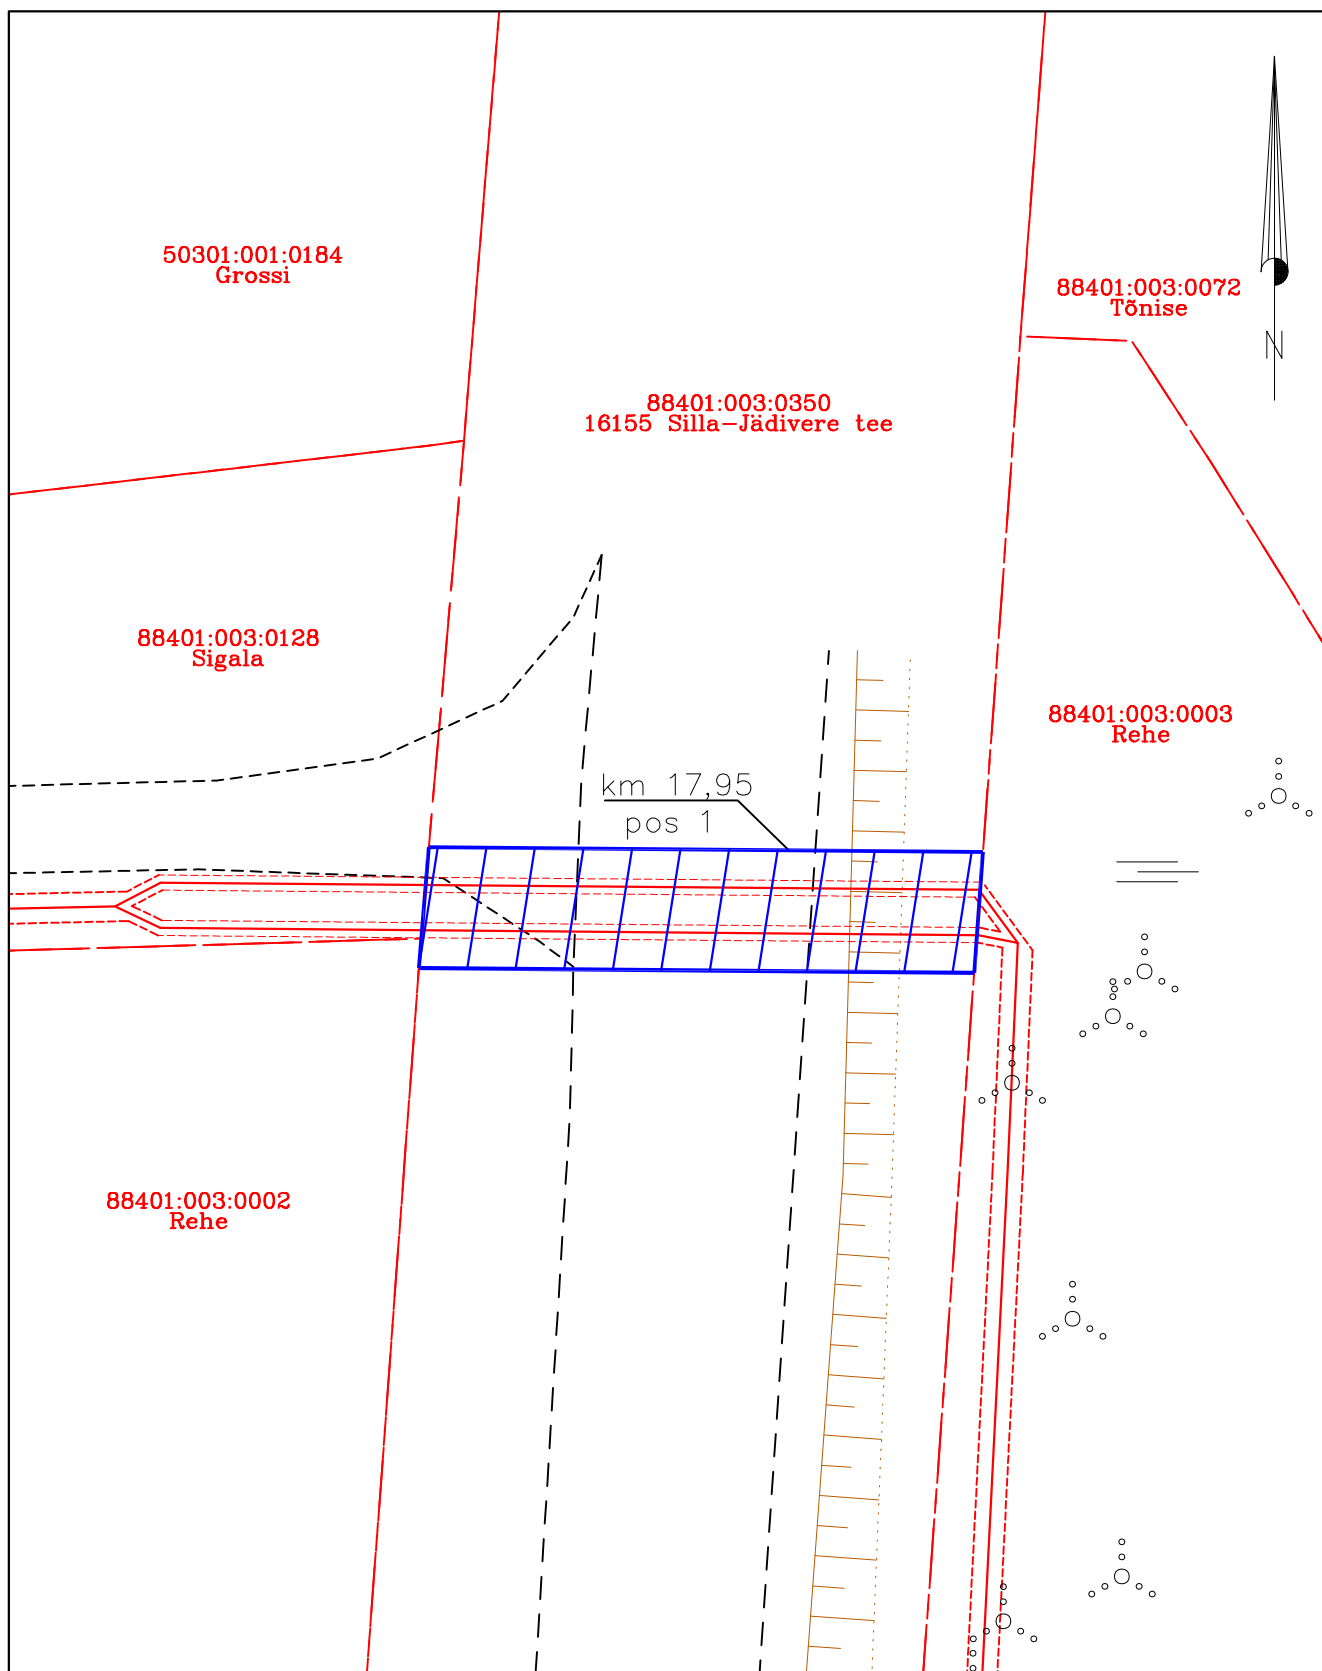 50301:001:0184
Grossi
88401:003:0072
Tõnise
N
88401:003:0350
16155 Silla-Jädivere tee
88401:003:0128
Sigala
88401:003:0003
Rehe
km 17,95
pos 1
88401:003:0002
Rehe